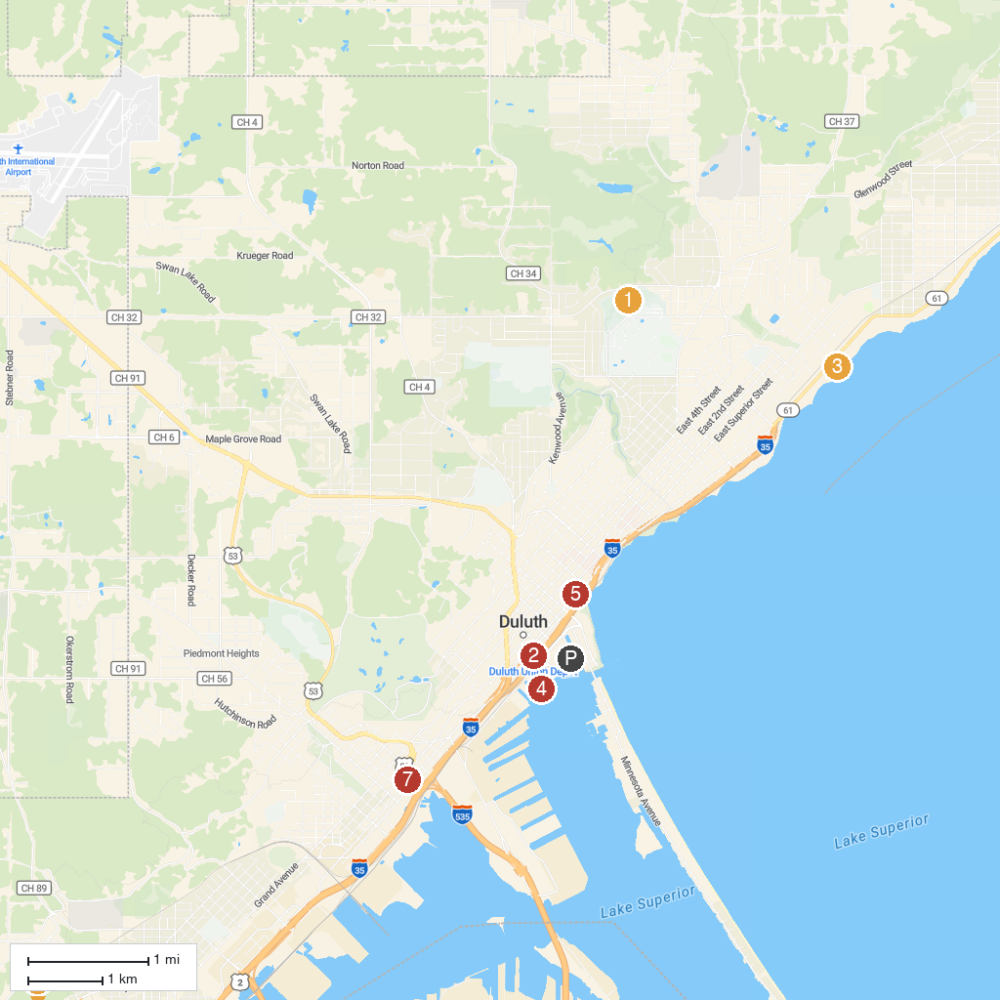 CH 4
CH 37
th International
Airport
Norton Road
Glenwood Street
Krueger Road
Swan Lake Road
CH 34
61
1
CH 32
CH 32
3
Stebner Road
CH 91
CH 4
East 4th Street
East 2nd Street
East Superior Street
61
Swan Lake Road
Kenwood Avenue
CH 6
Maple Grove Road
35
35
53
Decker Road
5
Duluth
2
P
Piedmont Heights
Okerstrom Road
CH 91
CH 56
Duluth Union Depot
4
53
Hutchinson Road
35
Minnesota Avenue
7
535
Lake Superior
35
Grand Avenue
CH 89
Lake Superior
1 mi
1 km
2